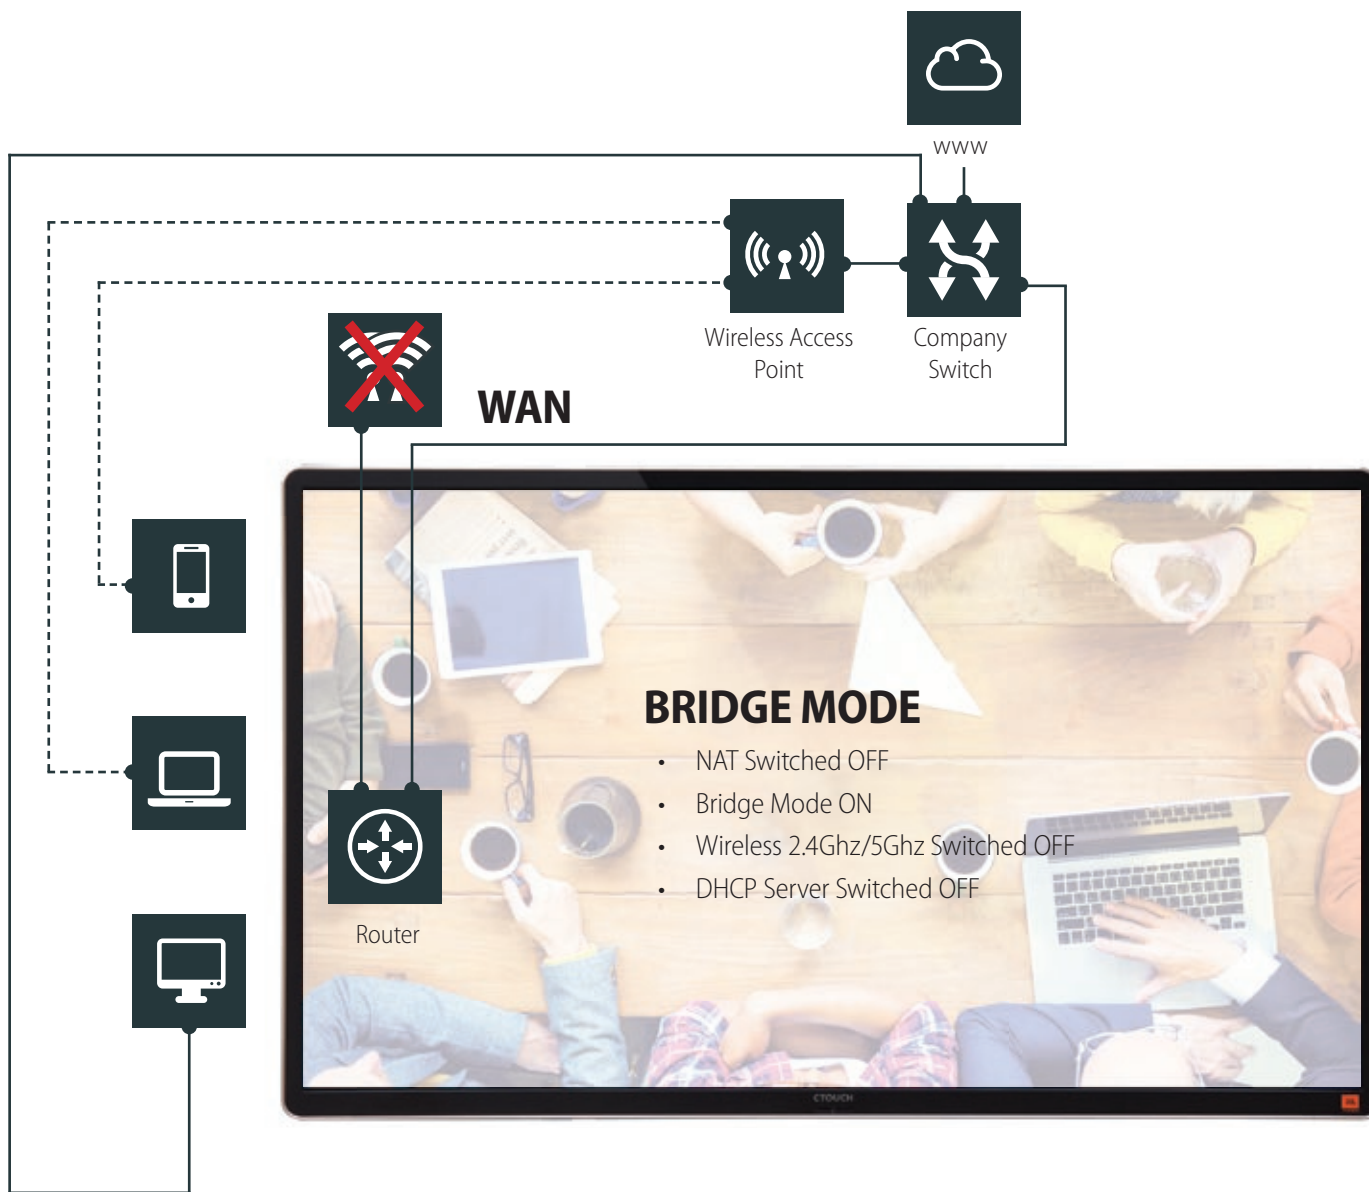 www
Wireless Access
Point
Company
Switch
WAN
BRIDGE MODE
• NAT Switched OFF
• Bridge Mode ON
• Wireless 2.4Ghz/5Ghz Switched OFF
• DHCP Server Switched OFF
Router
CTOUCH